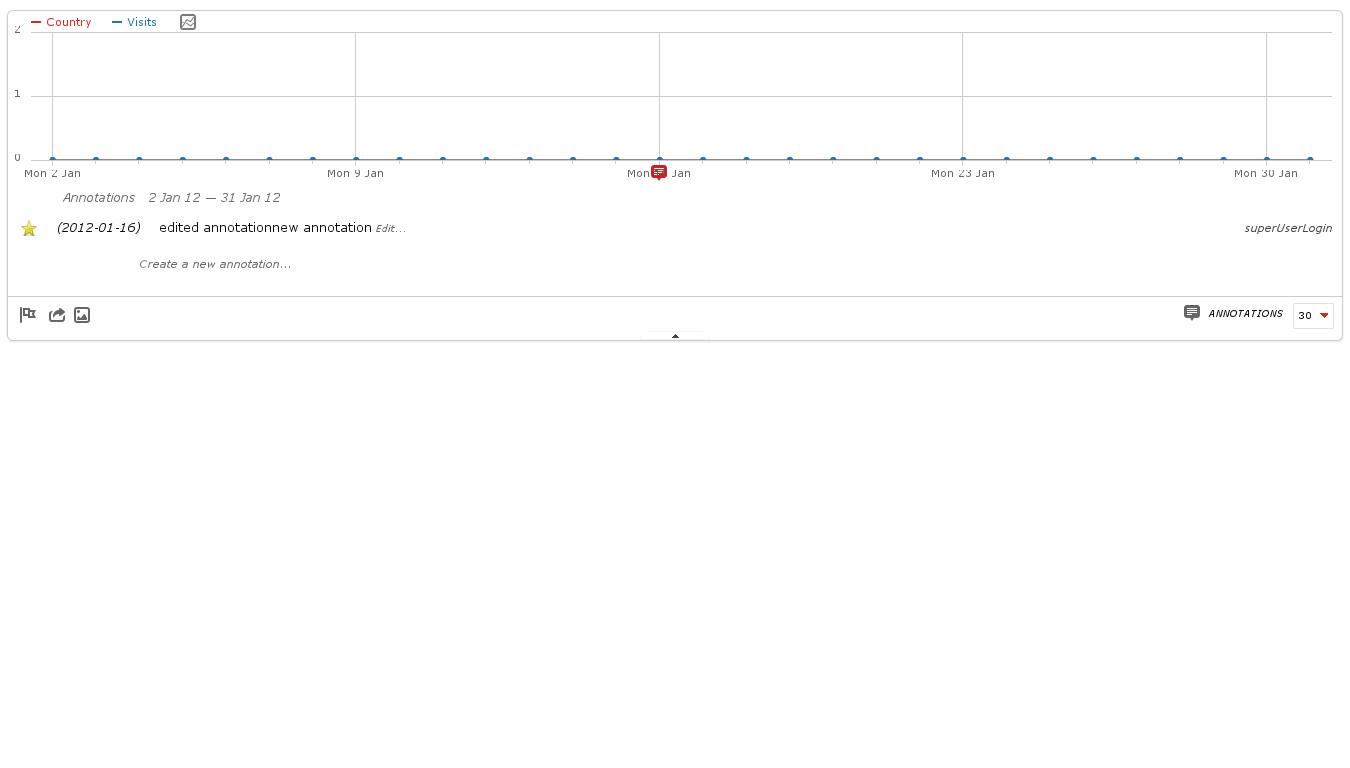 Country Visits
2
1
0
Mon 2 Jan Mon 9 Jan Mon Jan Mon 23 Jan Mon 30 Jan
Annotations 2 Jan 12 — 31 Jan 12
(2012-01-16) edited annotationnew annotation Edit... superUserLogin
Create a new annotation...
ANNOTATIONS 30